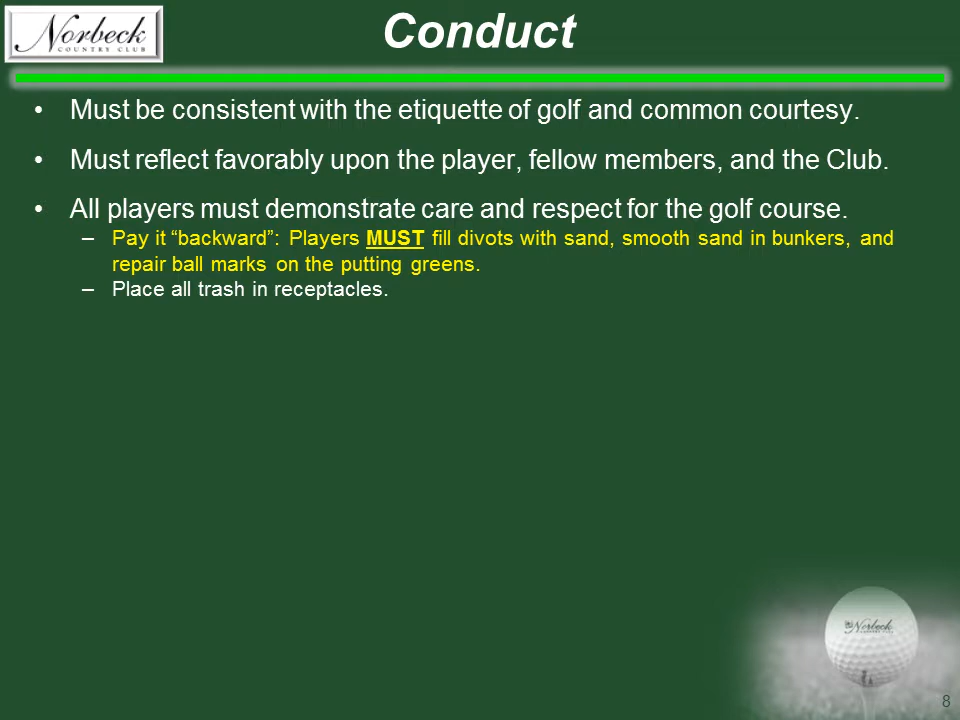 Norbeck
COUNTRY CLUB
Conduct
• Must be consistent with the etiquette of golf and common courtesy.
• Must reflect favorably upon the player, fellow members, and the Club.
• All players must demonstrate care and respect for the golf course.
– Pay it “backward”: Players MUST fill divots with sand, smooth sand in bunkers, and
repair ball marks on the putting greens.
– Place all trash in receptacles.
Norbeck
COUNTRY CLUB
8